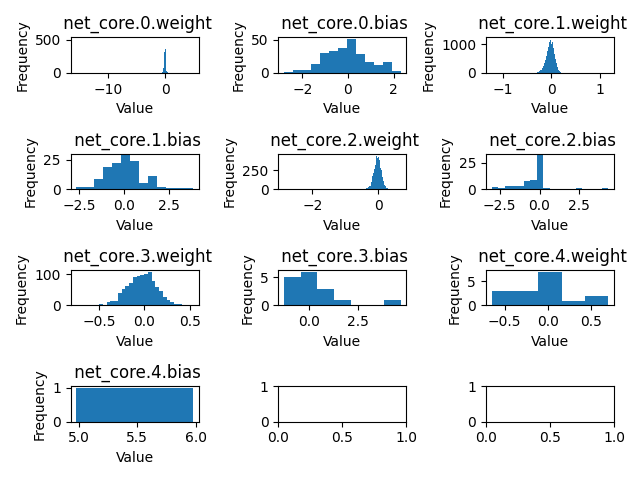 net_core.0.weight
Frequency
500
0
−10
0
Value
net_core.0.bias
Frequency
50
0
−2
0
2
Value
net_core.1.weight
Frequency
1000
0
−1
0
1
Value
net_core.1.bias
Frequency
25
0
−2.5
0.0
2.5
Value
net_core.2.weight
Frequency
250
0
−2
0
Value
net_core.2.bias
Frequency
25
0
−2.5
0.0
2.5
Value
net_core.3.weight
Frequency
100
0
−0.5
0.0
0.5
Value
net_core.3.bias
Frequency
5
0
0.0
2.5
Value
net_core.4.weight
Frequency
5
0
−0.5
0.0
0.5
Value
net_core.4.bias
Frequency
1
0
5.0
5.5
6.0
Value
1
0
0.0
0.5
1.0
1
0
0.0
0.5
1.0